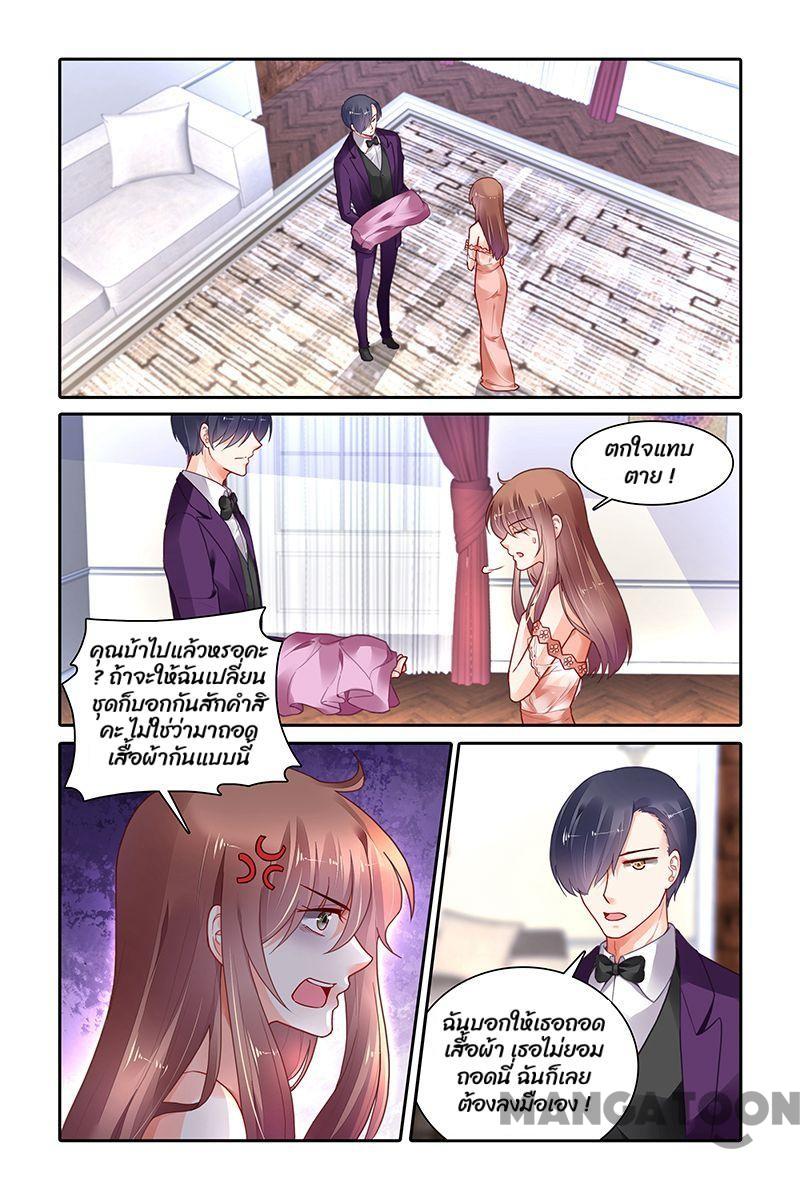 ตกใจแทบ
ตาย !
คุณบ้าไปแล้วหรอคะ
? ถ้าจะให้ฉันเปลี่ยน
ชุดก็บอกกันสักคำสิ
คะ ไม่ใช่ว่ามาถอด
เสื้อผ้ากันแบบนี้
ฉันบอกให้เธอถอด
เสื้อผ้า เธอไม่ยอม
ถอดนี่ ฉันก็เลย
ต้องลงมือเอง !
MANGATOON